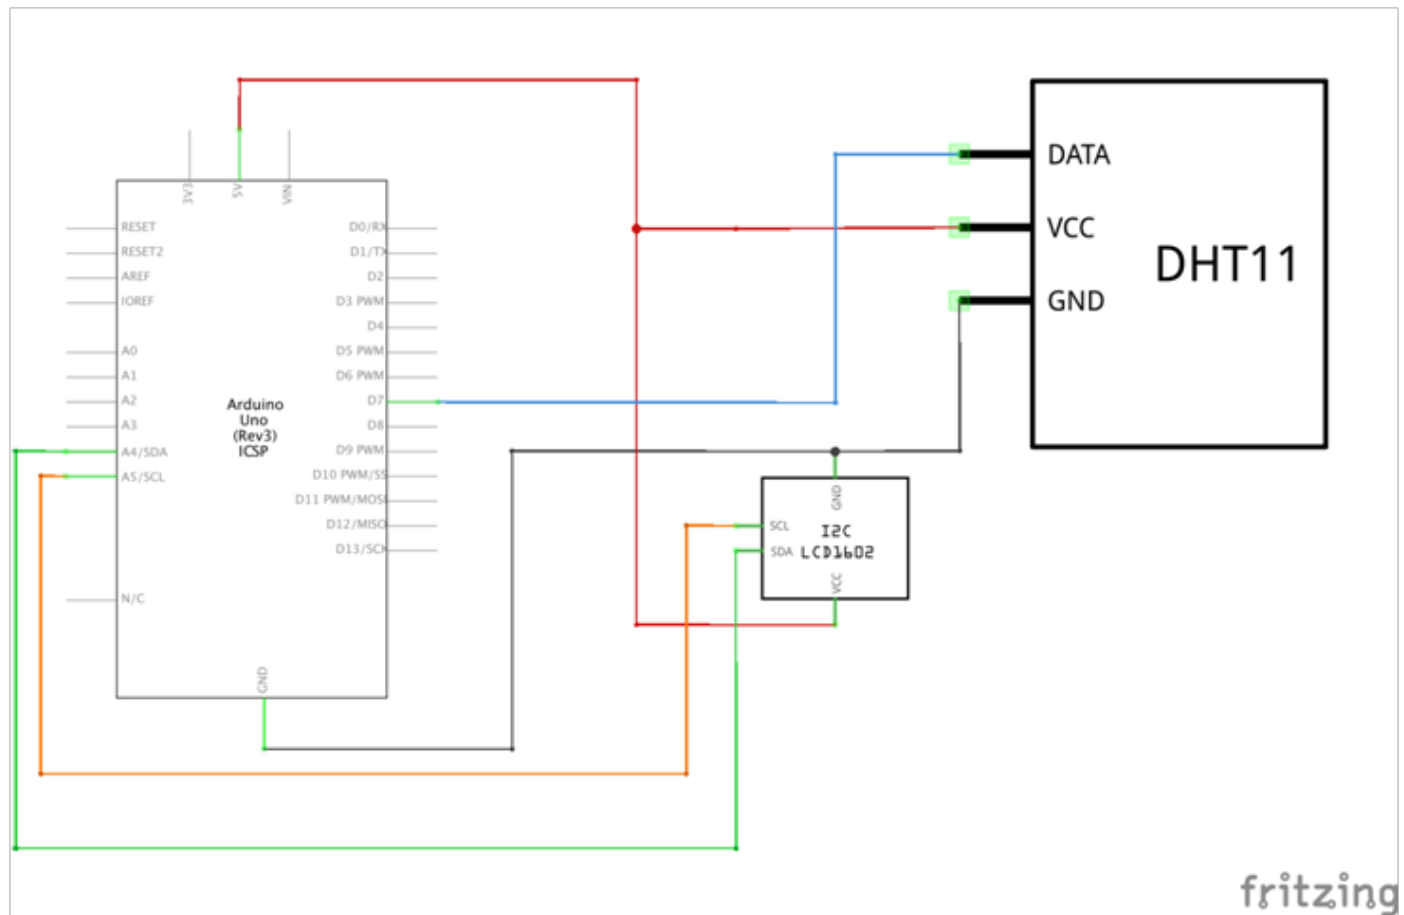 3V3
5V
VIN
RESET
RESET2
AREF
IOREF
A0
A1
A2
A3
A4/SDA
A5/SCL
N/C
Arduino
Uno
(Rev3)
ICSP
D0/RX
D1/TX
D2
D3 PWM
D4
D5 PWM
D6 PWM
D7
D8
D9 PWM
D10 PWM/SS
D11 PWM/MOSI
D12/MISO
D13/SCK
GND
DATA
VCC
GND
DHT11
GND
SCL
SDA
I2C
LCD1602
VCC
fritzing